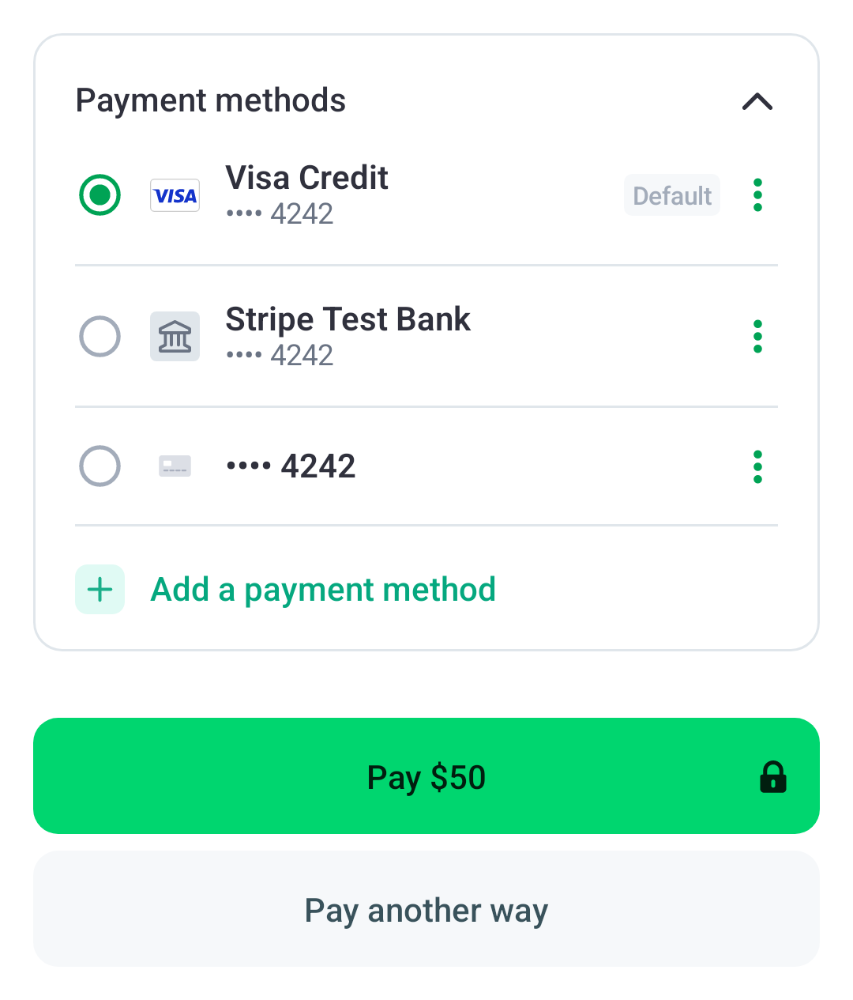 Payment methods
VISA
Visa Credit
•••• 4242
Default
Stripe Test Bank
•••• 4242
•••• 4242
Add a payment method
Pay $50
Pay another way